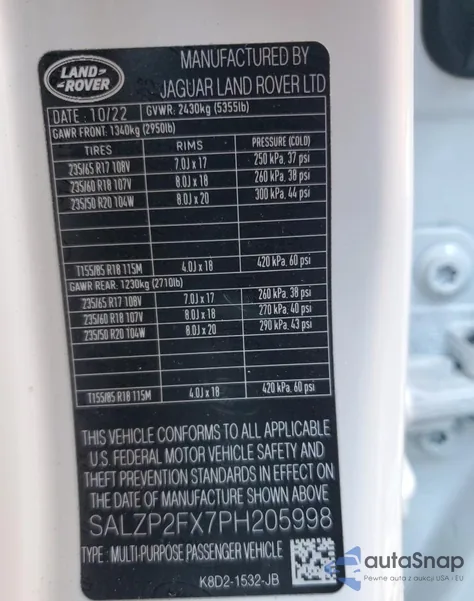 LAND
ROVER
MANUFACTURED BY
JAGUAR LAND ROVER LTD
DATE : 10/22 GVWR: 2430kg (5355lb)
GAWR FRONT: 1340kg (2950lb)
TIRES RIMS PRESSURE (COLD)
235/65 R17 108V 7.0J x 17 250 kPa, 37 psi
235/60 R18 107V 8.0J x 18 260 kPa, 38 psi
235/50 R20 104W 8.0J x 20 300 kPa, 44 psi
T155/85 R18 115M 4.0J x 18 420 kPa, 60 psi
GAWR REAR: 1230kg (2710lb)
235/65 R17 108V 7.0J x 17 260 kPa, 38 psi
235/60 R18 107V 8.0J x 18 270 kPa, 40 psi
235/50 R20 104W 8.0J x 20 290 kPa, 43 psi
T155/85 R18 115M 4.0J x 18 420 kPa, 60 psi
THIS VEHICLE CONFORMS TO ALL APPLICABLE
U.S. FEDERAL MOTOR VEHICLE SAFETY AND
THEFT PREVENTION STANDARDS IN EFFECT ON
THE DATE OF MANUFACTURE SHOWN ABOVE
SALZP2FX7PH205998
TYPE : MULTI-PURPOSE PASSENGER VEHICLE
K8D2-1532-JB
autoSnap
Pewne auta z USA i EU